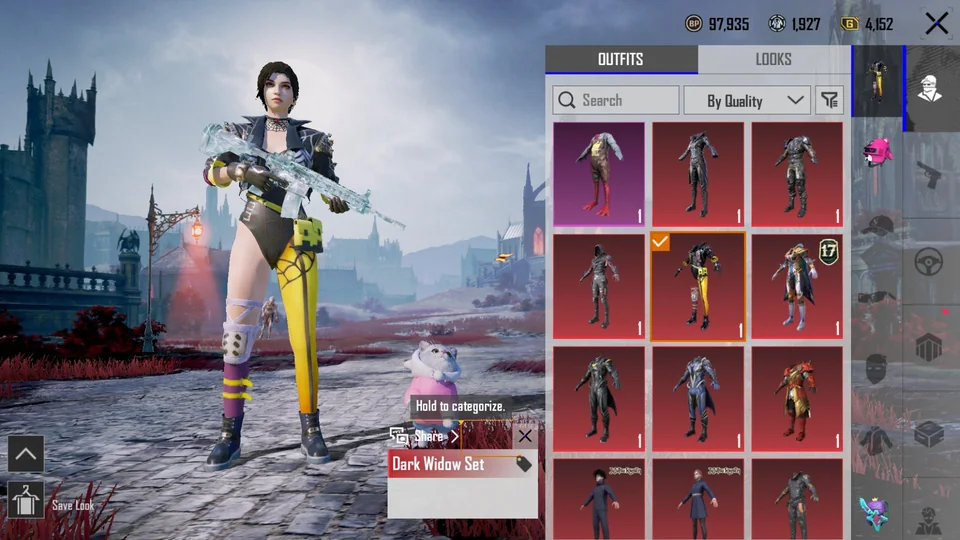 BP 97,935 1,927 G 4,152
OUTFITS LOOKS
Search By Quality
1 1 1
17
1 1 1
1 1 1
Hold to categorize.
Share
Dark Widow Set
Save Look